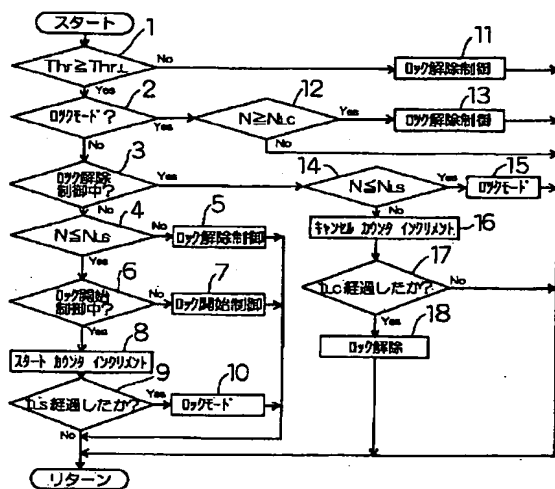 スタート
1
Thr≧Thr⊥
No
Yes
11
ロック解除制御
2
ロックモード?
Yes
No
12
N≧NLC
Yes
No
13
ロック解除制御
3
ロック解除
制御中?
Yes
No
14
N≦NLS
Yes
No
15
ロックモード
4
N≦NLS
No
Yes
5
ロック解除制御
16
キャンセル カウンタ インクリメント
6
ロック開始
制御中?
No
Yes
7
ロック開始制御
17
経過したか?
No
Yes
8
スタート カウンタ インクリメント
18
ロック解除
9
経過したか?
Yes
No
10
ロックモード
リターン